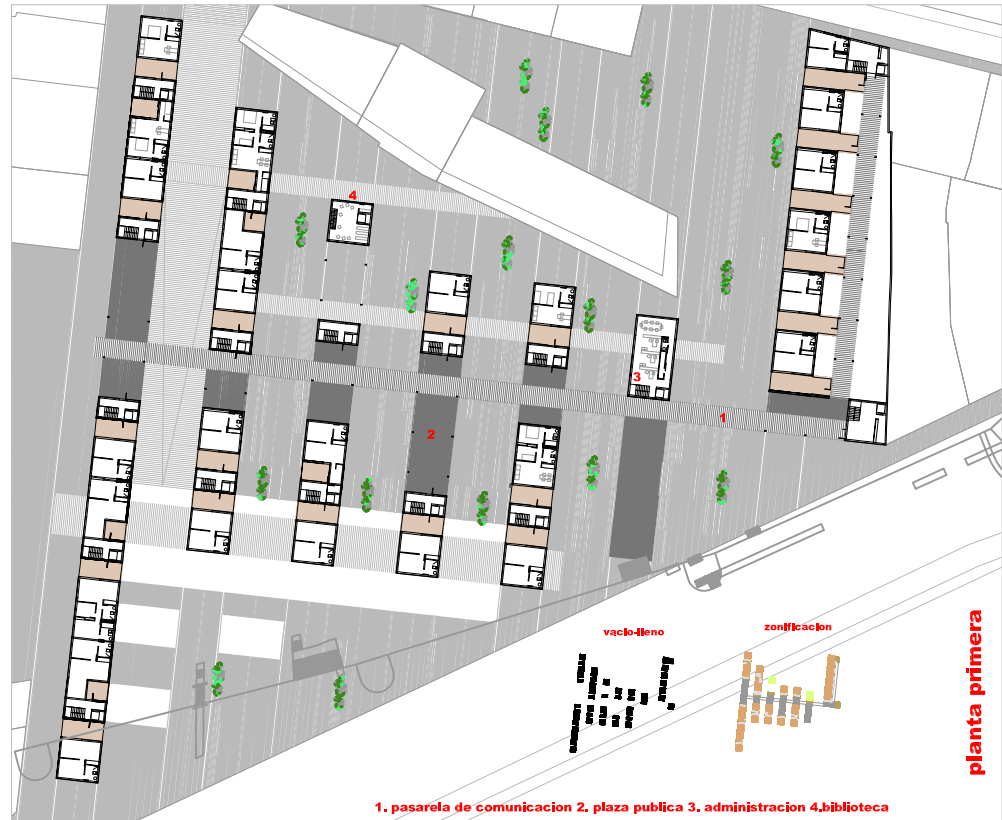 4
3
1
2
vacio-lleno
zonificacion
planta primera
1. pasarela de comunicacion 2. plaza publica 3. administracion 4.biblioteca